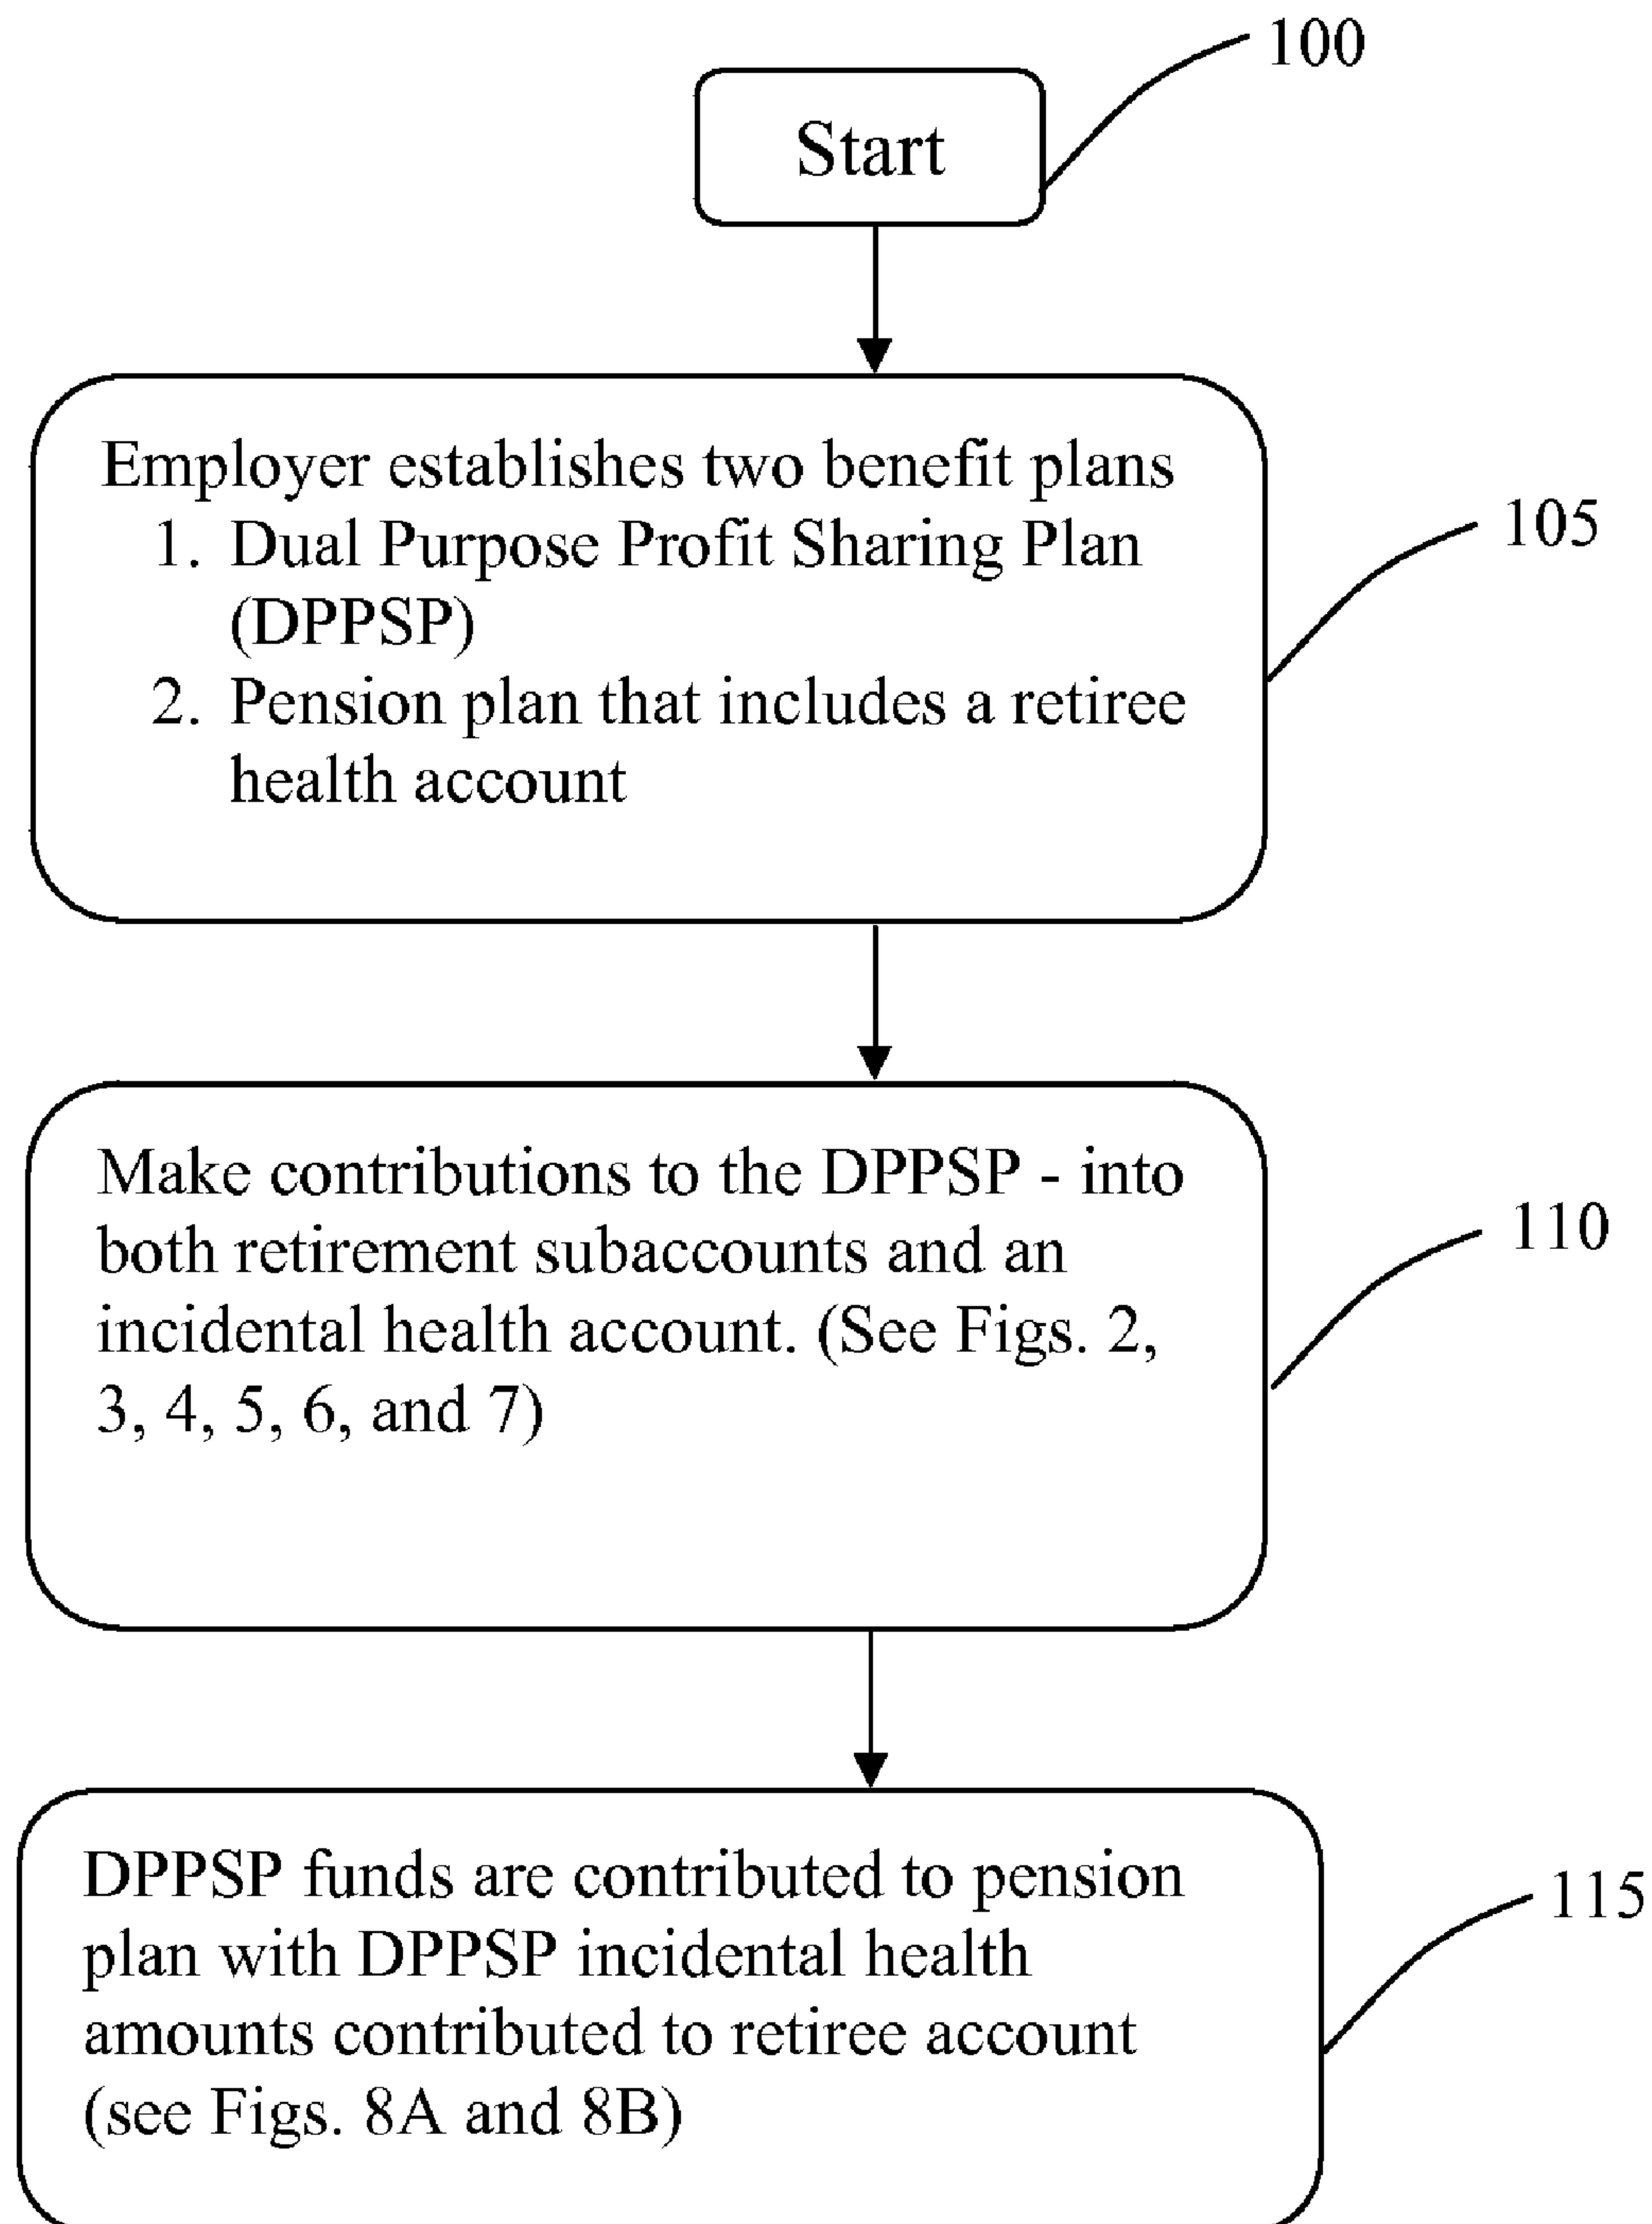 100
Start
Employer establishes two benefit plans
1. Dual Purpose Profit Sharing Plan
(DPPSP)
105
2. Pension plan that includes a retiree
health account
Make contributions to the DPPSP - into
both retirement subaccounts and an
110
incidental health account. (See Figs. 2,
3, 4, 5, 6, and 7)
DPPSP funds are contributed to pension
115
plan with DPPSP incidental health
amounts contributed to retiree account
(see Figs. 8A and 8B)